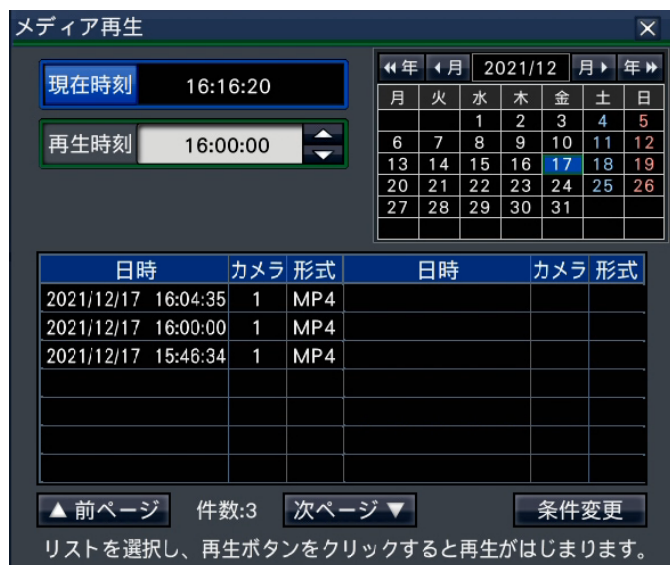 メディア再生
現在時刻 16:16:20
再生時刻 16:00:00
年 月 2021/12 月 年
月 火 水 木 金 土 日
1 2 3 4 5
6 7 8 9 10 11 12
13 14 15 16 17 18 19
20 21 22 23 24 25 26
27 28 29 30 31
日時 カメラ 形式 日時 カメラ 形式
2021/12/17 16:04:35 1 MP4
2021/12/17 16:00:00 1 MP4
2021/12/17 15:46:34 1 MP4
▲ 前ページ 件数:3 次ページ ▼ 条件変更
リストを選択し、再生ボタンをクリックすると再生がはじまります。